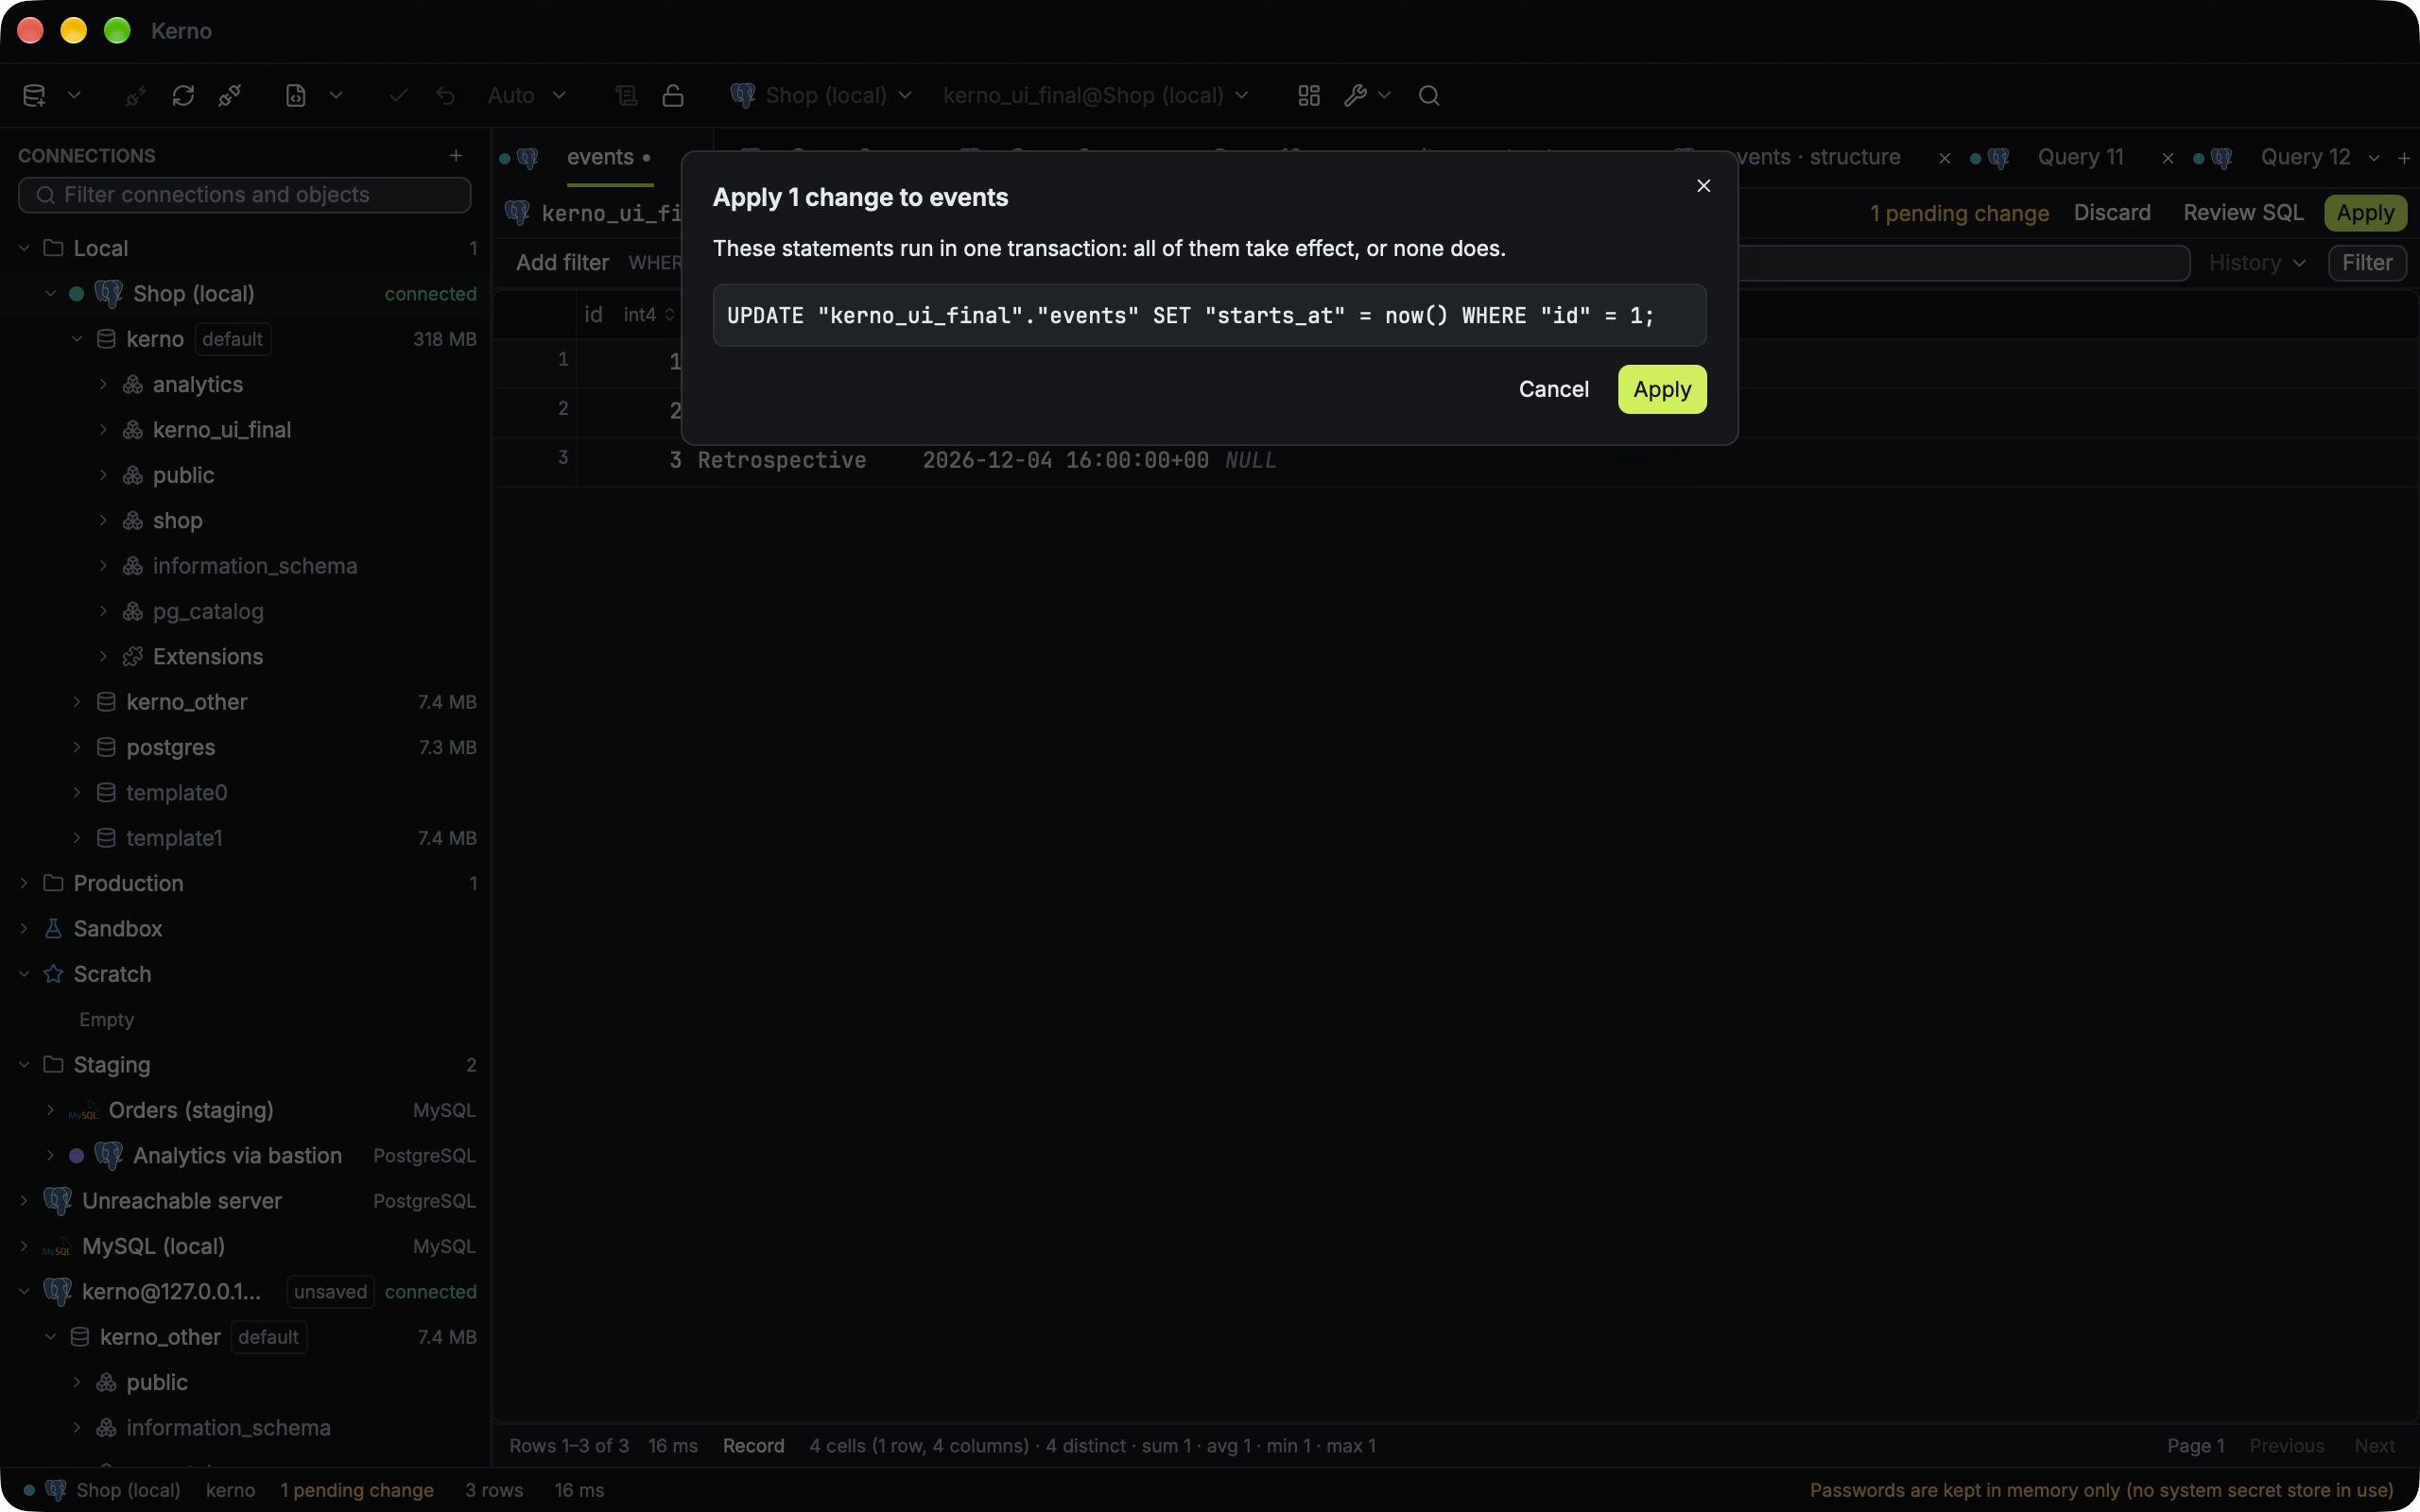 Kerno
Auto
Shop (local)
kerno_ui_final@Shop (local)
CONNECTIONS
Filter connections and objects
Local 1
Shop (local) connected
kerno default 318 MB
analytics
kerno_ui_final
public
shop
information_schema
pg_catalog
Extensions
kerno_other 7.4 MB
postgres 7.3 MB
template0
template1 7.4 MB
Production 1
Sandbox
Scratch
Empty
Staging 2
MySQL Orders (staging) MySQL
Analytics via bastion PostgreSQL
Unreachable server PostgreSQL
MySQL MySQL (local) MySQL
kerno@127.0.0.1... unsaved connected
kerno_other default 7.4 MB
public
information_schema
events
vents · structure
Query 11
Query 12
kerno_ui_fi
1 pending change Discard Review SQL Apply
Add filter WHER
History Filter
id int4
1 1
2 2
3 3 Retrospective 2026-12-04 16:00:00+00 NULL
Apply 1 change to events
These statements run in one transaction: all of them take effect, or none does.
UPDATE "kerno_ui_final"."events" SET "starts_at" = now() WHERE "id" = 1;
Cancel Apply
Rows 1–3 of 3 16 ms Record 4 cells (1 row, 4 columns) · 4 distinct · sum 1 · avg 1 · min 1 · max 1
Page 1 Previous Next
Shop (local) kerno 1 pending change 3 rows 16 ms
Passwords are kept in memory only (no system secret store in use)